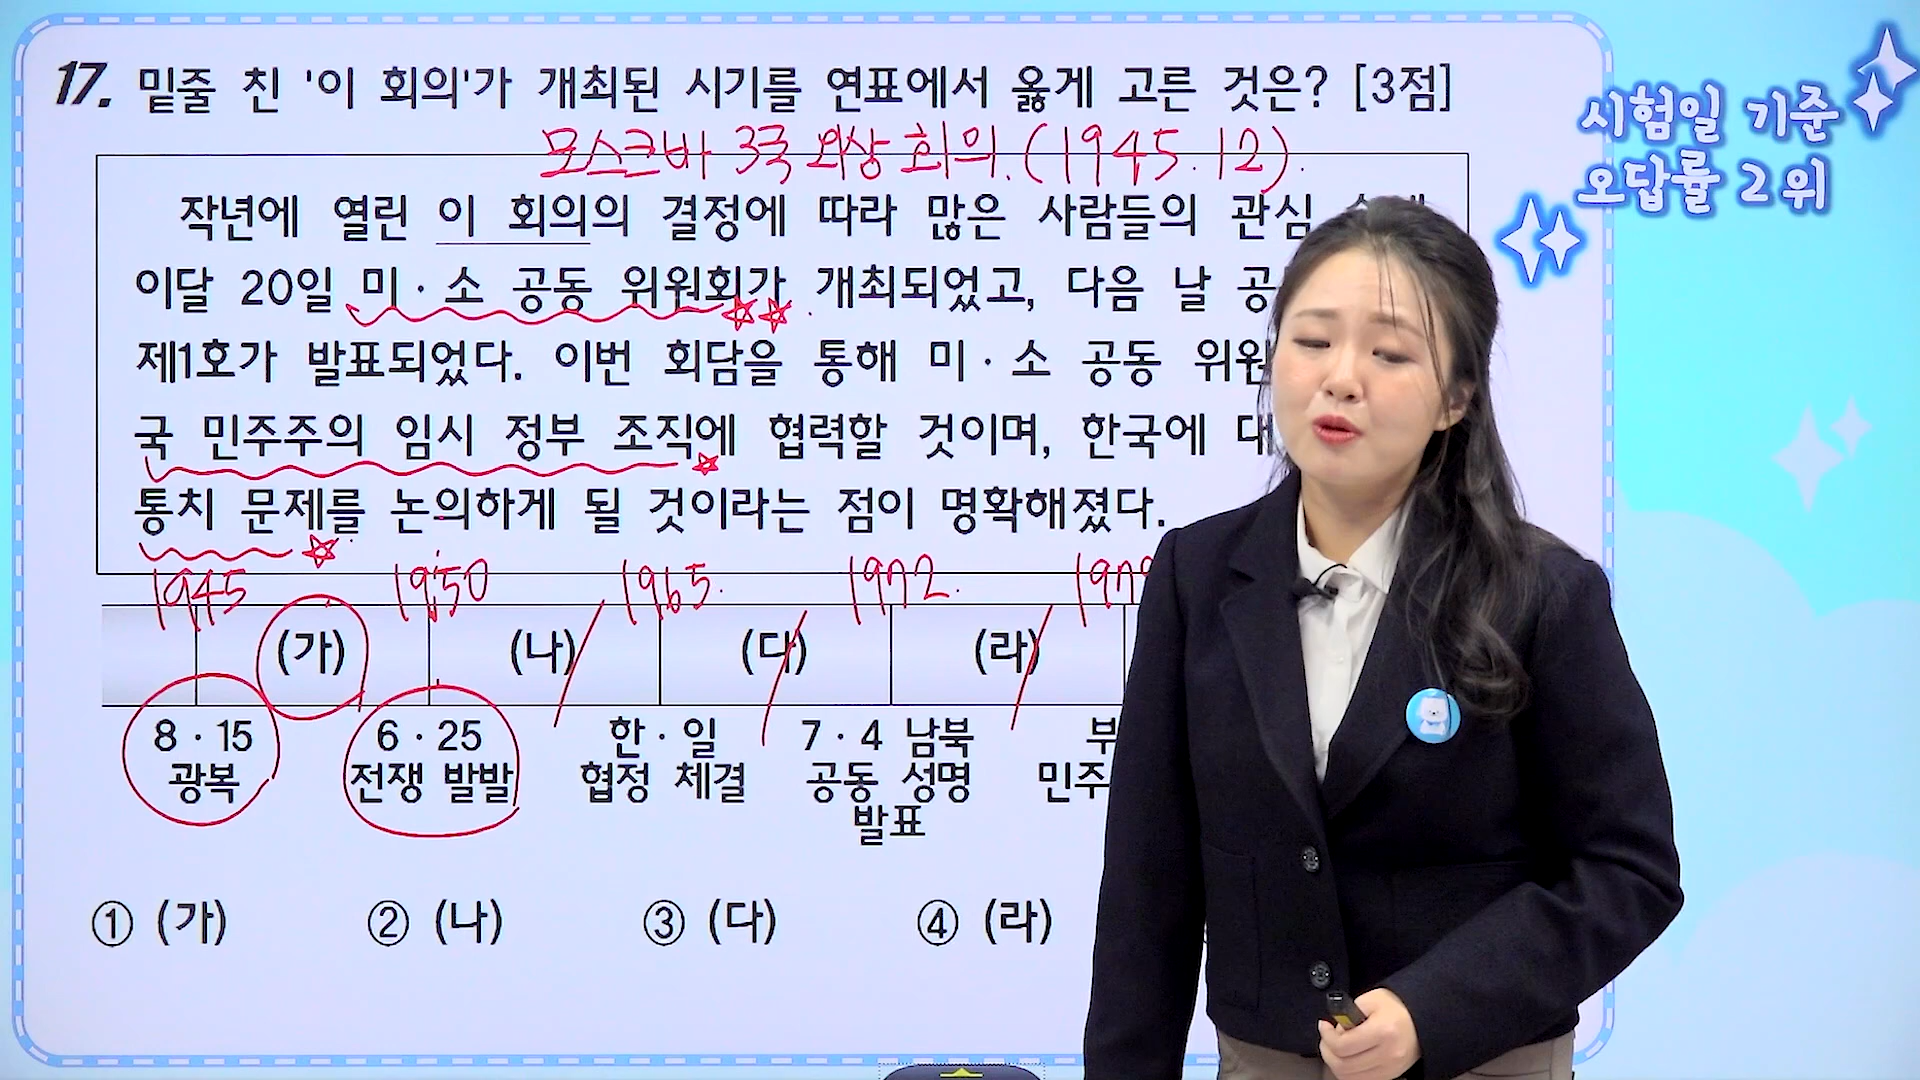 17. 밑줄 친 '이 회의'가 개최된 시기를 연표에서 옳게 고른 것은? [3점]
시험일 기준
오답률 2위
모스크바 3국 외상 회의. (1945.12).
작년에 열린 이 회의의 결정에 따라 많은 사람들의 관심
이달 20일 미·소 공동 위원회가 개최되었고, 다음 날 공
제1호가 발표되었다. 이번 회담을 통해 미·소 공동 위원
국 민주주의 임시 정부 조직에 협력할 것이며, 한국에 대
통치 문제를 논의하게 될 것이라는 점이 명확해졌다.
1945 1950 1965. 1972. 197
(가) (나) (다) (라)
8·15 6·25 한·일 7·4 남북 부
광복 전쟁 발발 협정 체결 공동 성명 민주
발표
① (가) ② (나) ③ (다) ④ (라)